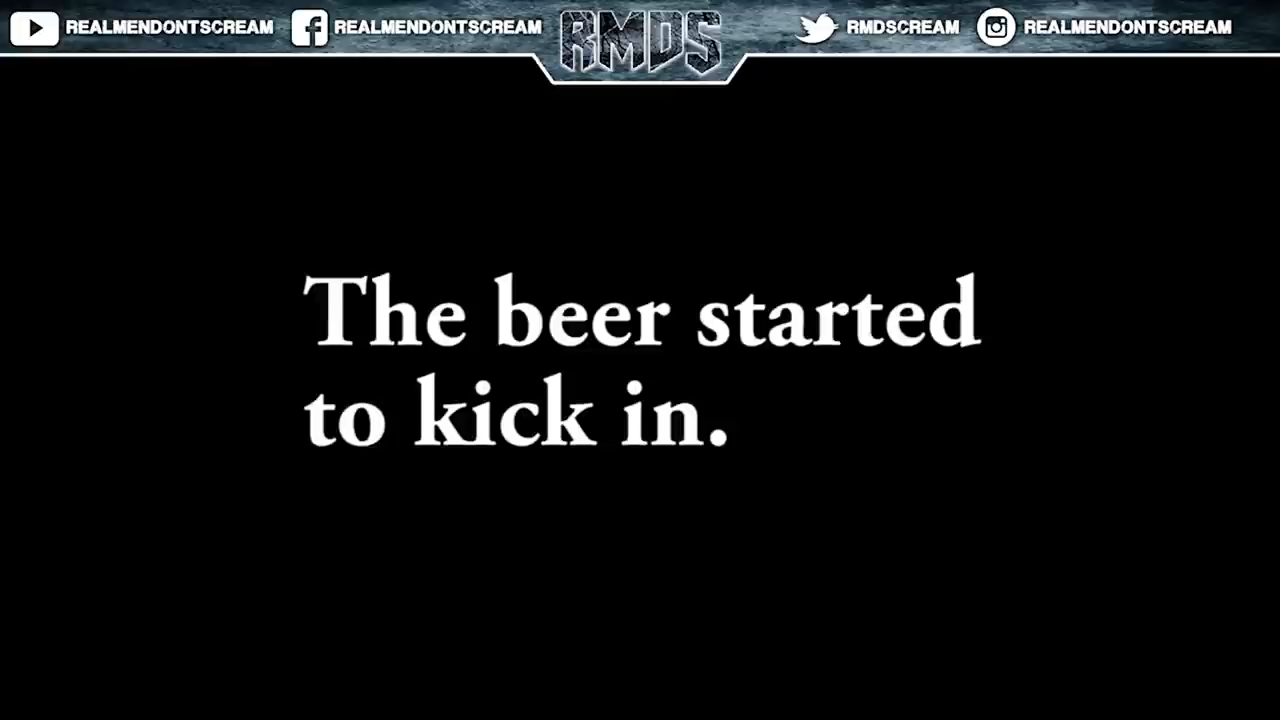 REALMENDONTSCREAM REALMENDONTSCREAM RMDS RMDSCREAM REALMENDONTSCREAM
The beer started
to kick in.